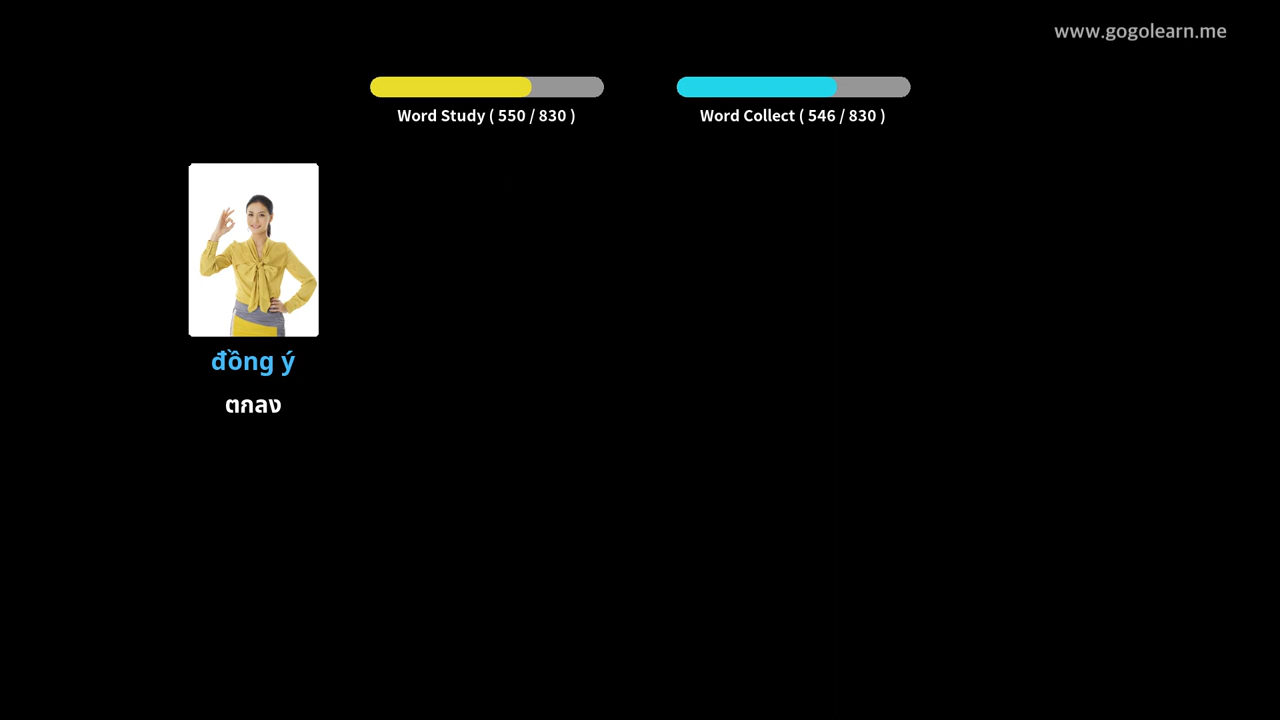 www.gogolearn.me
Word Study ( 550 / 830 )
Word Collect ( 546 / 830 )
đồng ý
ตกลง